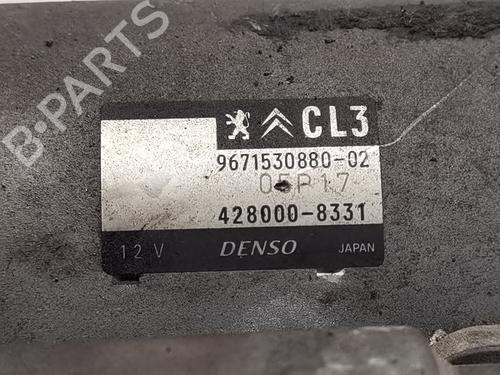 B-PARTS
CL3
9671530880-02
05P17
428000-8331
12 V DENSO JAPAN